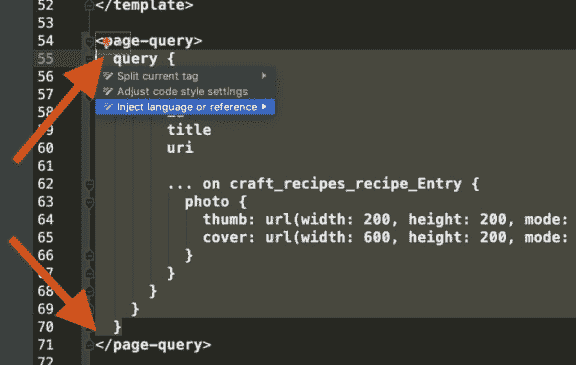 52 </template>
53
54 <page-query>
55 query {
56 Split current tag
57 Adjust code style settings
Inject language or reference
58
59 title
60 uri
61
62 ... on craft_recipes_recipe_Entry {
63 photo {
64 thumb: url(width: 200, height: 200, mode:
65 cover: url(width: 600, height: 200, mode:
66 }
67 }
68 }
69 }
70 }
71 </page-query>
72